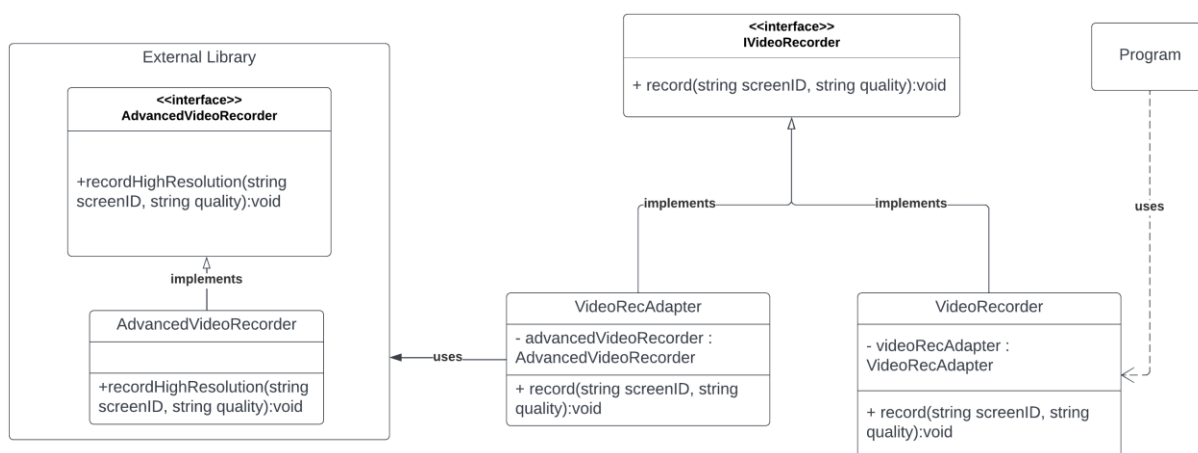 External Library
<<interface>>
AdvancedVideoRecorder
+recordHighResolution(string
screenID, string quality):void
implements
AdvancedVideoRecorder
+recordHighResolution(string
screenID, string quality):void
uses
<<interface>>
IVideoRecorder
+ record(string screenID, string quality):void
implements
implements
VideoRecAdapter
- advancedVideoRecorder :
AdvancedVideoRecorder
+ record(string screenID, string
quality):void
VideoRecorder
- videoRecAdapter :
VideoRecAdapter
+ record(string screenID, string
quality):void
Program
uses